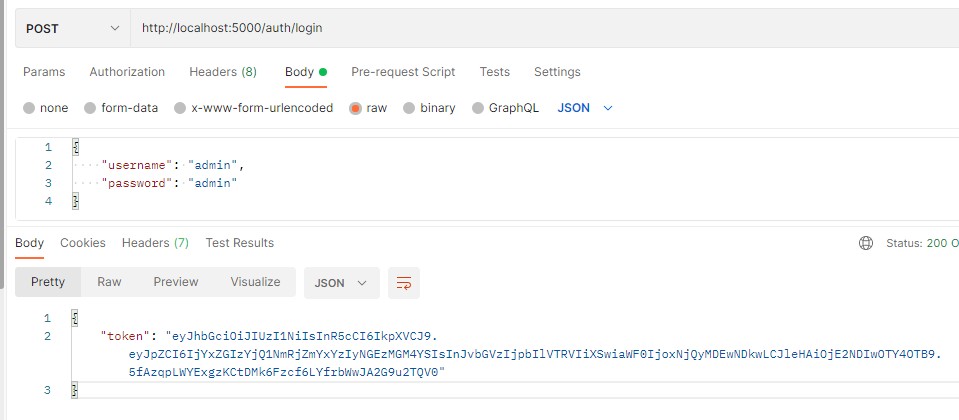 POST http://localhost:5000/auth/login
Params Authorization Headers (8) Body Pre-request Script Tests Settings
none form-data x-www-form-urlencoded raw binary GraphQL JSON
1 {
2 "username": "admin",
3 "password": "admin"
4 }
Body Cookies Headers (7) Test Results Status: 200 O
Pretty Raw Preview Visualize JSON
1 {
2 "token": "eyJhbGciOiJIUzI1NiIsInR5cCI6IkpXVCJ9.
eyJpZCI6IjYxZGIzYjQ1NmRjZmYxYzIyNGEzMGM4YSIsInJvbGVzIjpbIlVTRVIiXSwiaWF0IjoxNjQyMDEwNDkwLCJleHAiOjE2NDIwOTY4OTB9.
5fAzqpLWYExgzKCtDMk6Fzcf6LYfrbWwJA2G9u2TQV0"
3 }